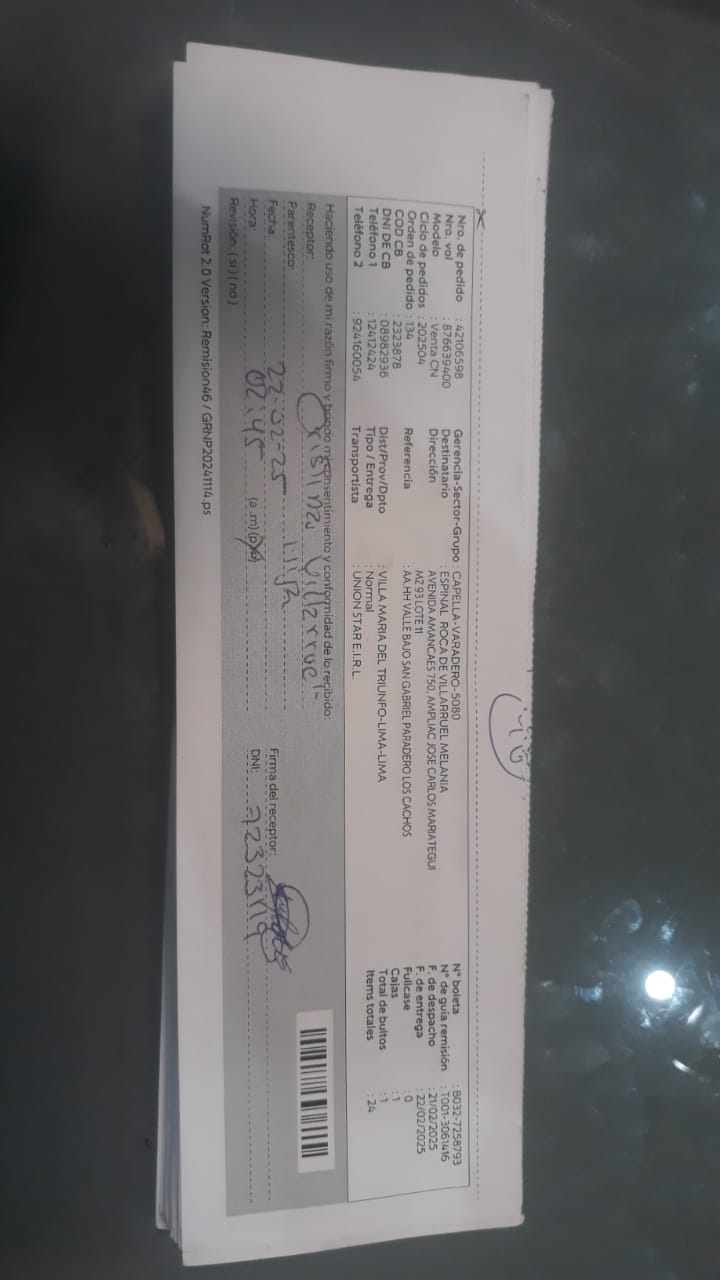 Nro. de pedido : 42106598
Nro. vol : 876639400
Modelo : Venta CN
Ciclo de pedidos : 202504
Orden de pedido : 134
COD CB : 2323878
DNI DE CB : 08982936
Teléfono 1 : 12412424
Teléfono 2 : 924160054
Gerencia-Sector-Grupo : CAPELLA-VARADERO-5080
Destinatario : ESPINAL ROCA DE VILLARRUEL MELANIA
Dirección AVENIDA AMANCAES 750, AMPLIAC JOSE CARLOS MARIATEGUI
MZ 93 LOTE 11
Referencia : AA.HH VALLE BAJO SAN GABRIEL PARADERO LOS CACHOS
Dist/Prov/Dpto : VILLA MARIA DEL TRIUNFO-LIMA-LIMA
Tipo / Entrega : Normal
Transportista : UNION STAR E.I.R.L.
N° boleta : B032-7258793
N° de guía remisión : T001-3061416
F. de despacho : 21/02/2025
F. de entrega : 22/02/2025
Fullcase : 0
Cajas : 1
Total de bultos : 1
Items totales : 24
Haciendo uso de mi razón firmo y brindo mi consentimiento y conformidad de lo recibido:
Receptor: Cristina Villarruel
Parentesco: Hija
Fecha: 22-02-25
Hora: 02:45 (a .m) (p.m)
Revisión: ( si ) ( no )
Firma del receptor:
DNI:
NumRot 2.0 Version: Remision46 / GRNP20241114.ps